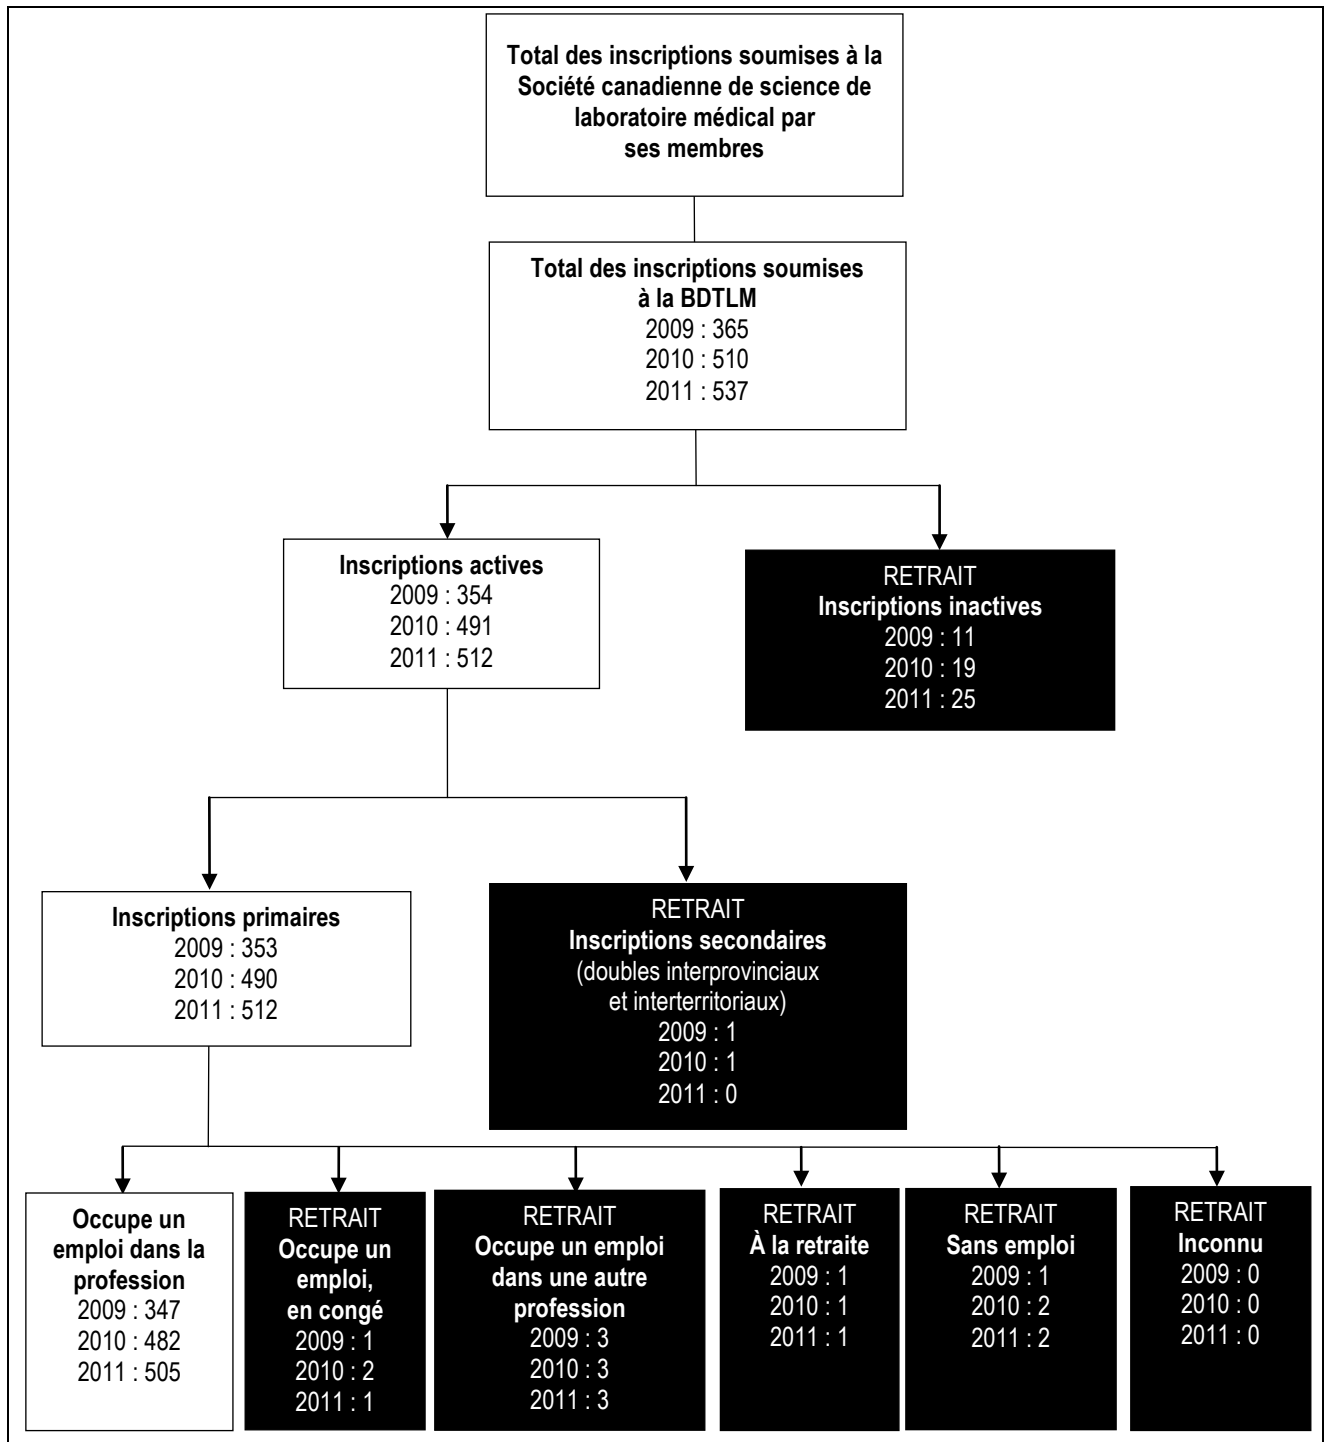 Total des inscriptions soumises à la
Société canadienne de science de
laboratoire médical par
ses membres
Total des inscriptions soumises
à la BDTLM
2009 : 365
2010 : 510
2011 : 537
Inscriptions actives
2009 : 354
2010 : 491
2011 : 512
RETRAIT
Inscriptions inactives
2009 : 11
2010 : 19
2011 : 25
Inscriptions primaires
2009 : 353
2010 : 490
2011 : 512
RETRAIT
Inscriptions secondaires
(doubles interprovinciaux
et interterritoriaux)
2009 : 1
2010 : 1
2011 : 0
Occupe un
emploi dans la
profession
2009 : 347
2010 : 482
2011 : 505
RETRAIT
Occupe un
emploi,
en congé
2009 : 1
2010 : 2
2011 : 1
RETRAIT
Occupe un emploi
dans une autre
profession
2009 : 3
2010 : 3
2011 : 3
RETRAIT
À la retraite
2009 : 1
2010 : 1
2011 : 1
RETRAIT
Sans emploi
2009 : 1
2010 : 2
2011 : 2
RETRAIT
Inconnu
2009 : 0
2010 : 0
2011 : 0